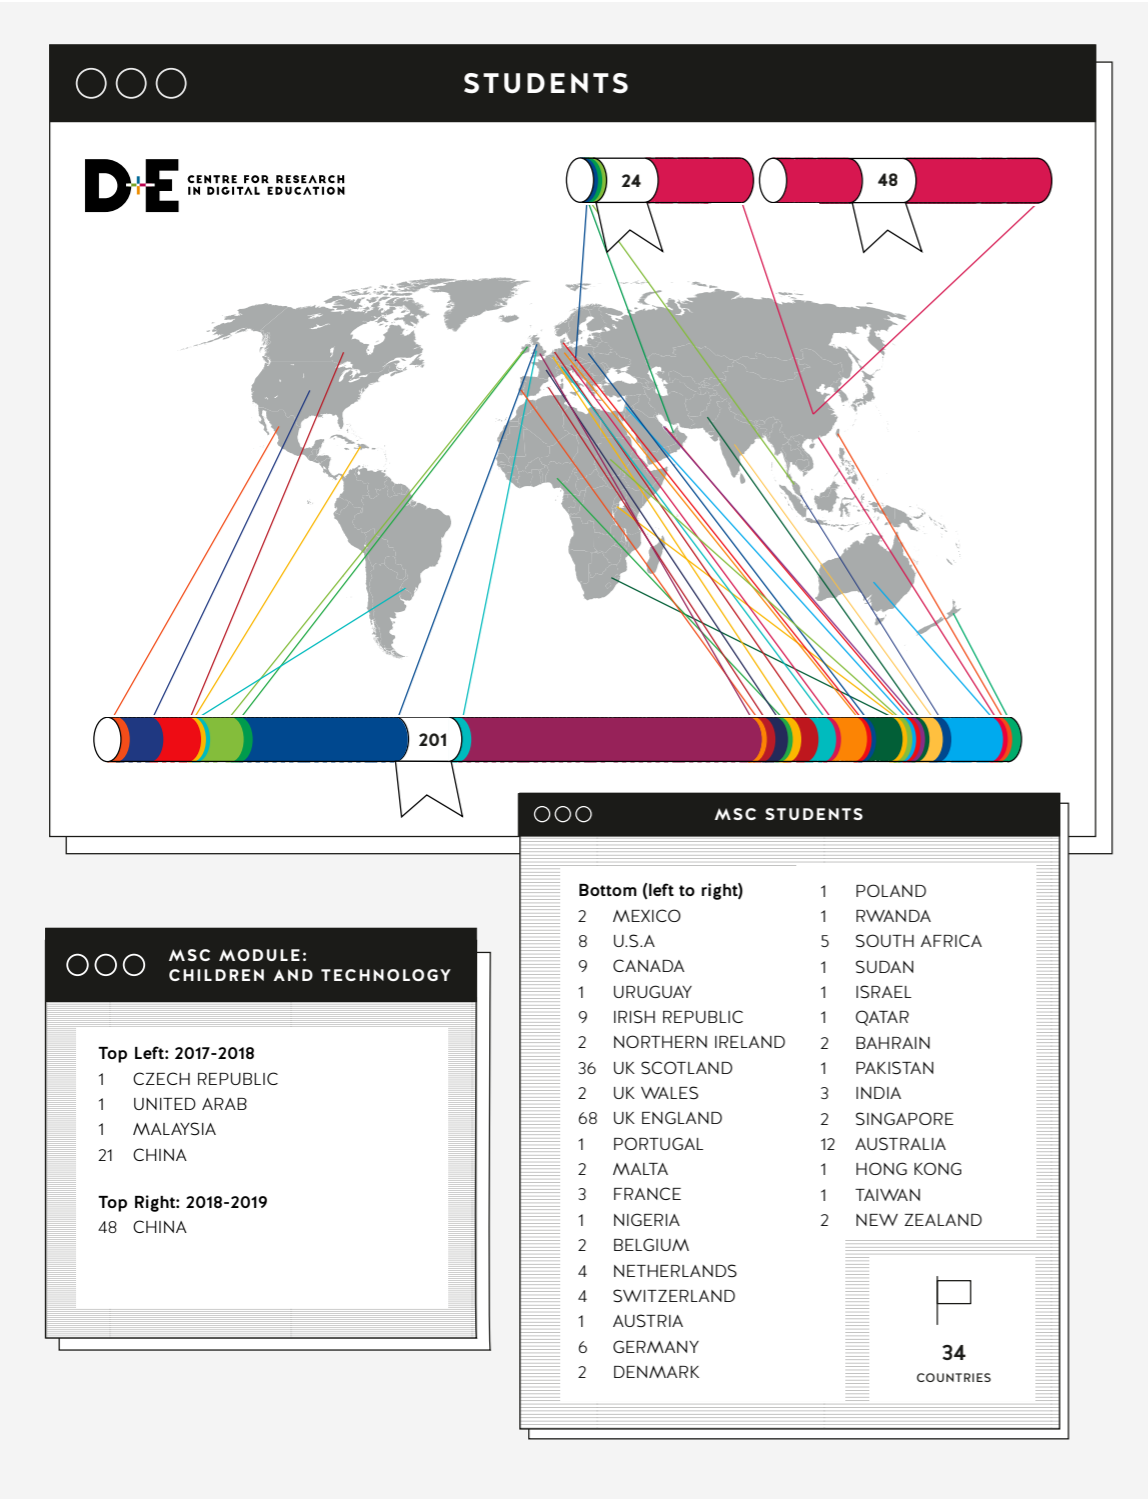 STUDENTS
D+E CENTRE FOR RESEARCH
IN DIGITAL EDUCATION
24
48
201
MSC MODULE:
CHILDREN AND TECHNOLOGY
Top Left: 2017-2018
1 CZECH REPUBLIC
1 UNITED ARAB
1 MALAYSIA
21 CHINA
Top Right: 2018-2019
48 CHINA
MSC STUDENTS
Bottom (left to right)
2 MEXICO
8 U.S.A
9 CANADA
1 URUGUAY
9 IRISH REPUBLIC
2 NORTHERN IRELAND
36 UK SCOTLAND
2 UK WALES
68 UK ENGLAND
1 PORTUGAL
2 MALTA
3 FRANCE
1 NIGERIA
2 BELGIUM
4 NETHERLANDS
4 SWITZERLAND
1 AUSTRIA
6 GERMANY
2 DENMARK
1 POLAND
1 RWANDA
5 SOUTH AFRICA
1 SUDAN
1 ISRAEL
1 QATAR
2 BAHRAIN
1 PAKISTAN
3 INDIA
2 SINGAPORE
12 AUSTRALIA
1 HONG KONG
1 TAIWAN
2 NEW ZEALAND
34
COUNTRIES